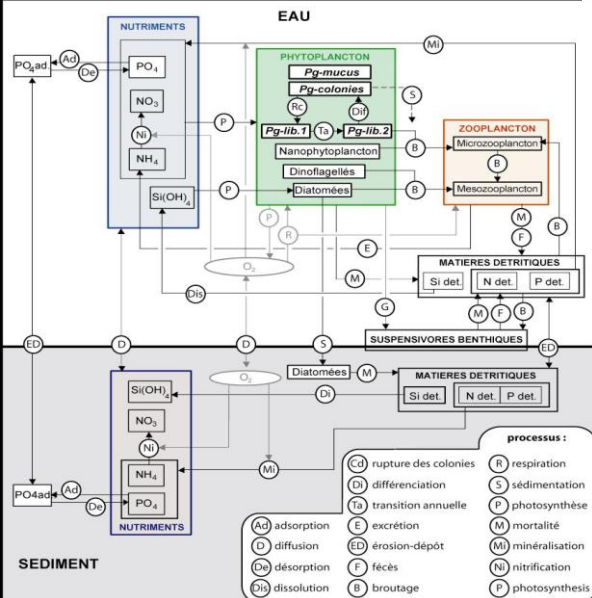 EAU
NUTRIMENTS
PO4ad.
Ad
De
PO4
NO3
Ni
NH4
Si(OH)4
P
P
PHYTOPLANCTON
Pg-mucus
Pg-colonies
Rc
Dif
S
Pg-lib.1
Ta
Pg-lib.2
Nanophytoplancton
Dinoflagellés
Diatomées
B
B
ZOOPLANCTON
Microzooplancton
B
Mesozooplancton
Mi
P
R
E
O2
M
F
B
Dis
M
G
MATIERES DETRITIQUES
Si det.
N det.
P det.
M
F
B
SUSPENSIVORES BENTHIQUES
ED
D
D
S
ED
O2
Diatomées
M
MATIERES DETRITIQUES
Si det.
N det.
P det.
Si(OH)4
Di
NO3
Ni
NH4
PO4
PO4ad
Ad
De
Mi
NUTRIMENTS
SEDIMENT
processus :
Cd rupture des colonies
R respiration
Di différenciation
S sédimentation
Ta transition annuelle
P photosynthèse
Ad adsorption
E excrétion
M mortalité
D diffusion
ED érosion-dépôt
Mi minéralisation
De désorption
F fécès
Ni nitrification
Dis dissolution
B broutage
P photosynthesis